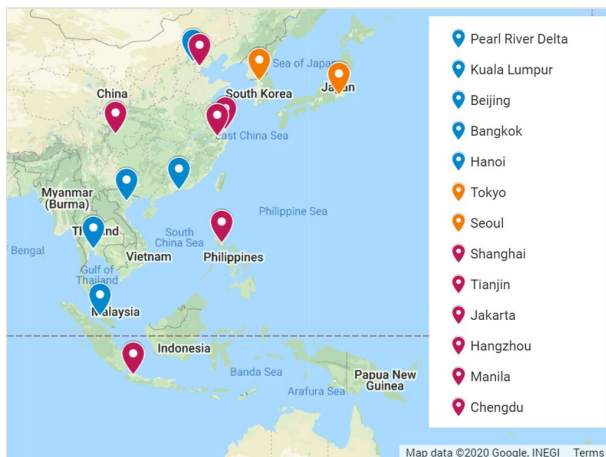 Pearl River Delta
Kuala Lumpur
Beijing
Bangkok
Hanoi
Tokyo
Seoul
Shanghai
Tianjin
Jakarta
Hangzhou
Manila
Chengdu
Sea of Japan
China
South Korea
Japan
East China Sea
Myanmar
(Burma)
Thailand
Philippine Sea
South
China Sea
of Bengal
Vietnam
Philippines
Gulf of
Thailand
Malaysia
Indonesia
Banda Sea
Papua New
Guinea
Arafura Sea
Map data ©2020 Google, INEGI Terms